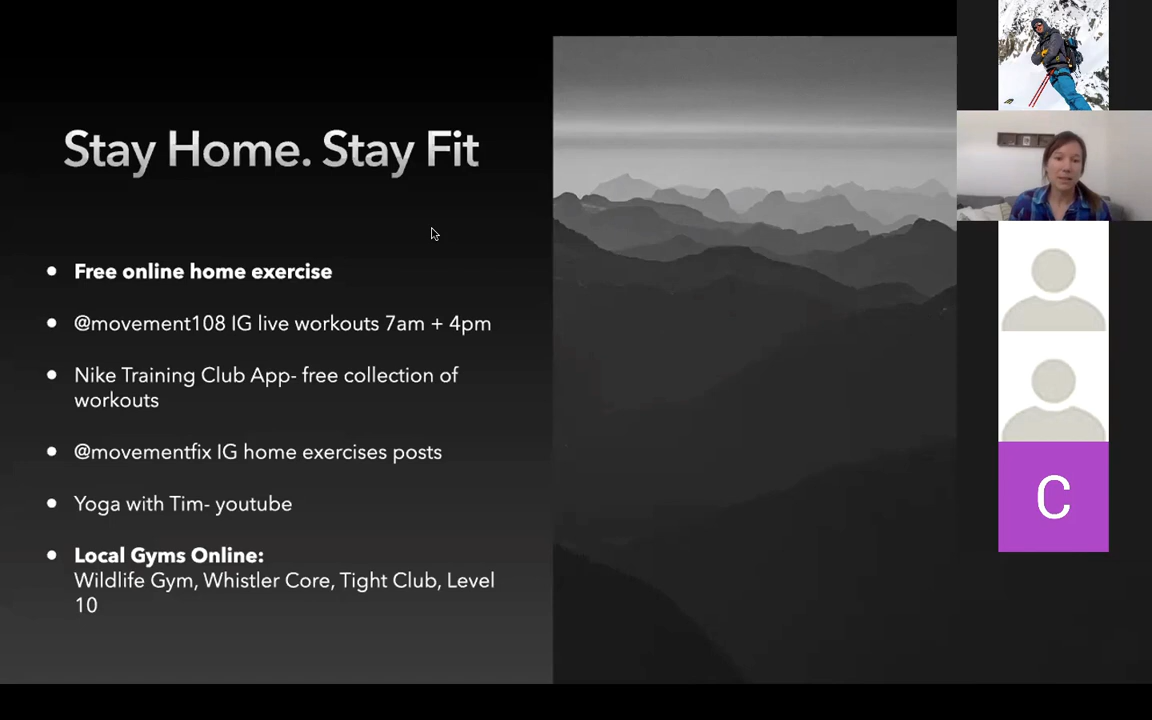 Stay Home. Stay Fit
Free online home exercise
@movement108 IG live workouts 7am + 4pm
Nike Training Club App- free collection of
workouts
@movementfix IG home exercises posts
Yoga with Tim- youtube
Local Gyms Online:
Wildlife Gym, Whistler Core, Tight Club, Level
10
C